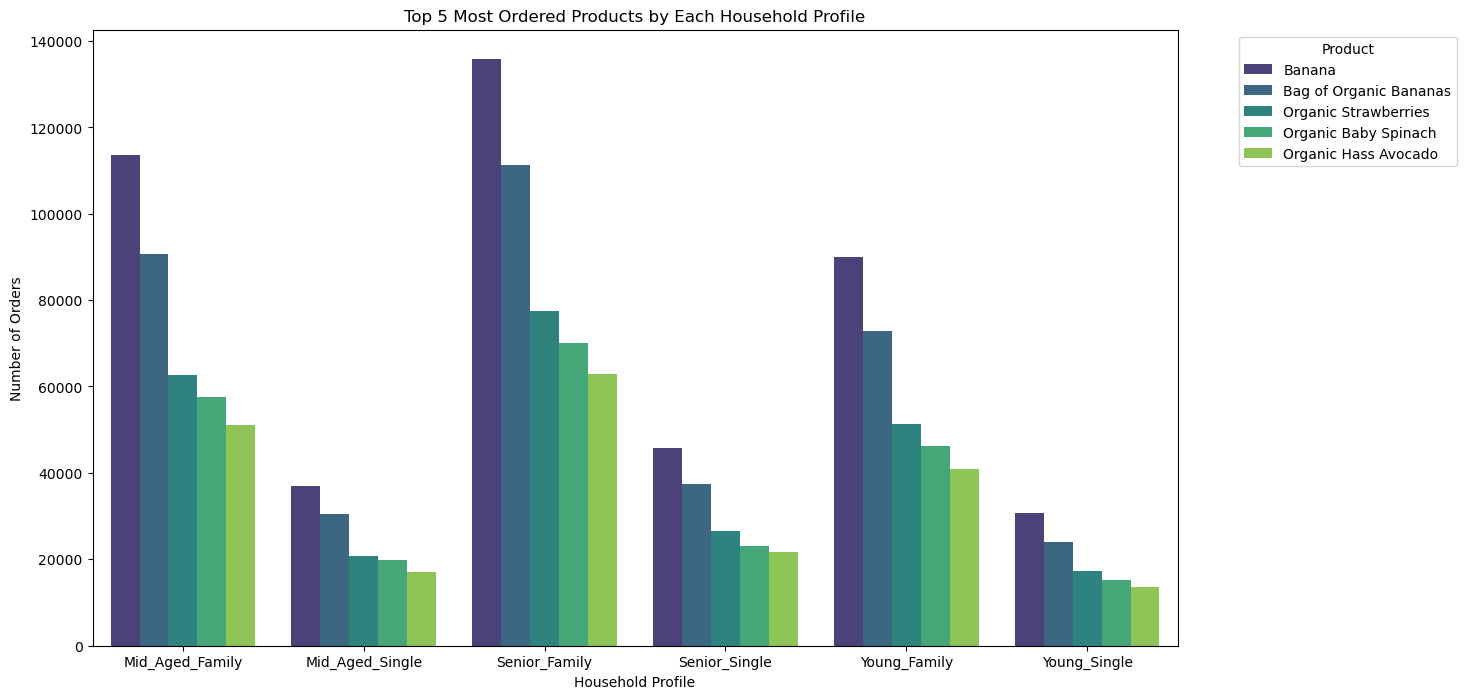 Top 5 Most Ordered Products by Each Household Profile
Product
Banana
Bag of Organic Bananas
Organic Strawberries
Organic Baby Spinach
Organic Hass Avocado
Number of Orders
140000
120000
100000
80000
60000
40000
20000
0
Mid_Aged_Family
Mid_Aged_Single
Senior_Family
Senior_Single
Young_Family
Young_Single
Household Profile